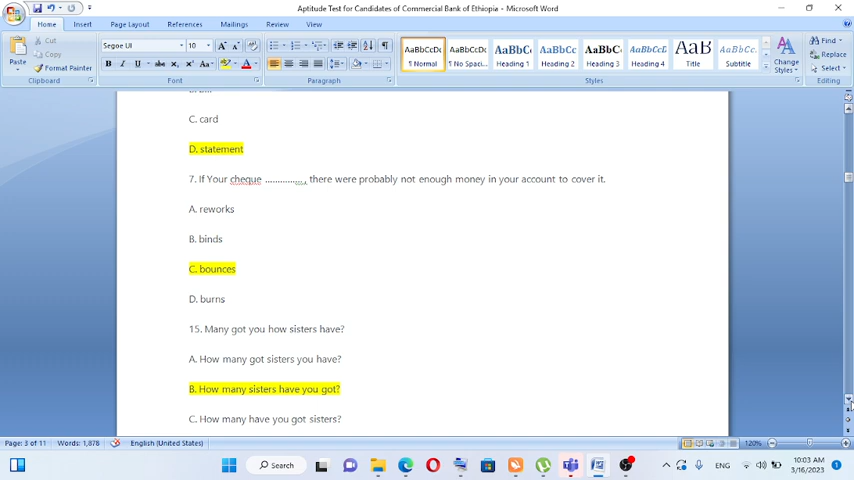 Aptitude Test for Candidates of Commercial Bank of Ethiopia - Microsoft Word
Home Insert Page Layout References Mailings Review View
Paste
Cut
Copy
Format Painter
Clipboard
Segoe UI 10
Font
Paragraph
AaBbCcDc AaBbCcDc AaBbC AaBbCc AaBbC AaBbCcD AaB AaBbCc.
¶ Normal ¶ No Spaci... Heading 1 Heading 2 Heading 3 Heading 4 Title Subtitle
Change Styles
Styles
Find
Replace
Select
Editing
C. card
D. statement
7. If Your cheque ..............., there were probably not enough money in your account to cover it.
A. reworks
B. binds
C. bounces
D. burns
15. Many got you how sisters have?
A. How many got sisters you have?
B. How many sisters have you got?
C. How many have you got sisters?
Page: 3 of 11 Words: 1,878 English (United States) 120%
Search
ENG
10:03 AM
3/16/2023